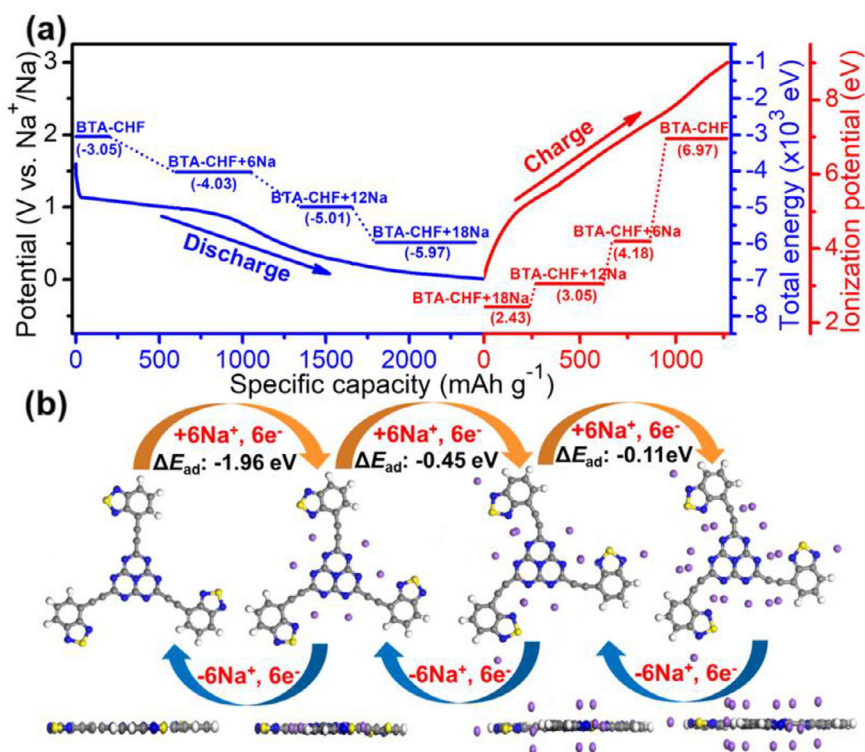 (a)
Potential (V vs. Na⁺/Na)
3
2
1
0
BTA-CHF
(-3.05)
BTA-CHF+6Na
(-4.03)
BTA-CHF+12Na
(-5.01)
BTA-CHF+18Na
(-5.97)
Discharge
Charge
BTA-CHF+18Na
(2.43)
BTA-CHF+12Na
(3.05)
BTA-CHF+6Na
(4.18)
BTA-CHF
(6.97)
-1
-2
-3
-4
-5
-6
-7
-8
Total energy (x10³ eV)
8
6
4
2
Ionization potential (eV)
0 500 1000 1500 2000 0 500 1000
Specific capacity (mAh g⁻¹)
(b)
+6Na⁺, 6e⁻
ΔEad: -1.96 eV
+6Na⁺, 6e⁻
ΔEad: -0.45 eV
+6Na⁺, 6e⁻
ΔEad: -0.11eV
-6Na⁺, 6e⁻
-6Na⁺, 6e⁻
-6Na⁺, 6e⁻